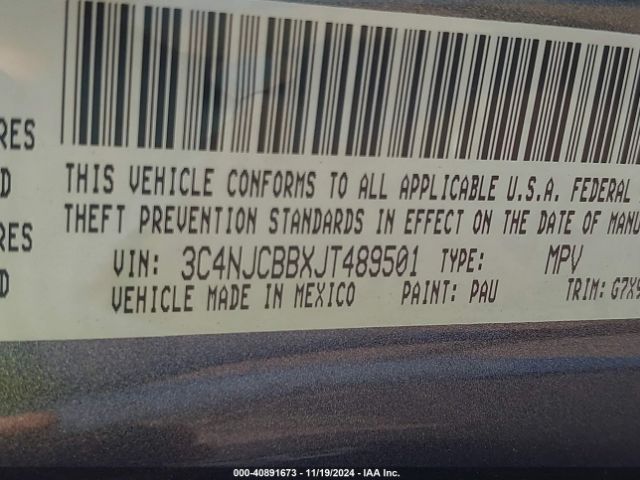 RES
D
RES
D
THIS VEHICLE CONFORMS TO ALL APPLICABLE U.S.A. FEDERAL
THEFT PREVENTION STANDARDS IN EFFECT ON THE DATE OF MANU
VIN: 3C4NJCBBXJT489501 TYPE: MPV
VEHICLE MADE IN MEXICO PAINT: PAU TRIM: G7X9
000-40891673 - 11/19/2024 - IAA Inc.